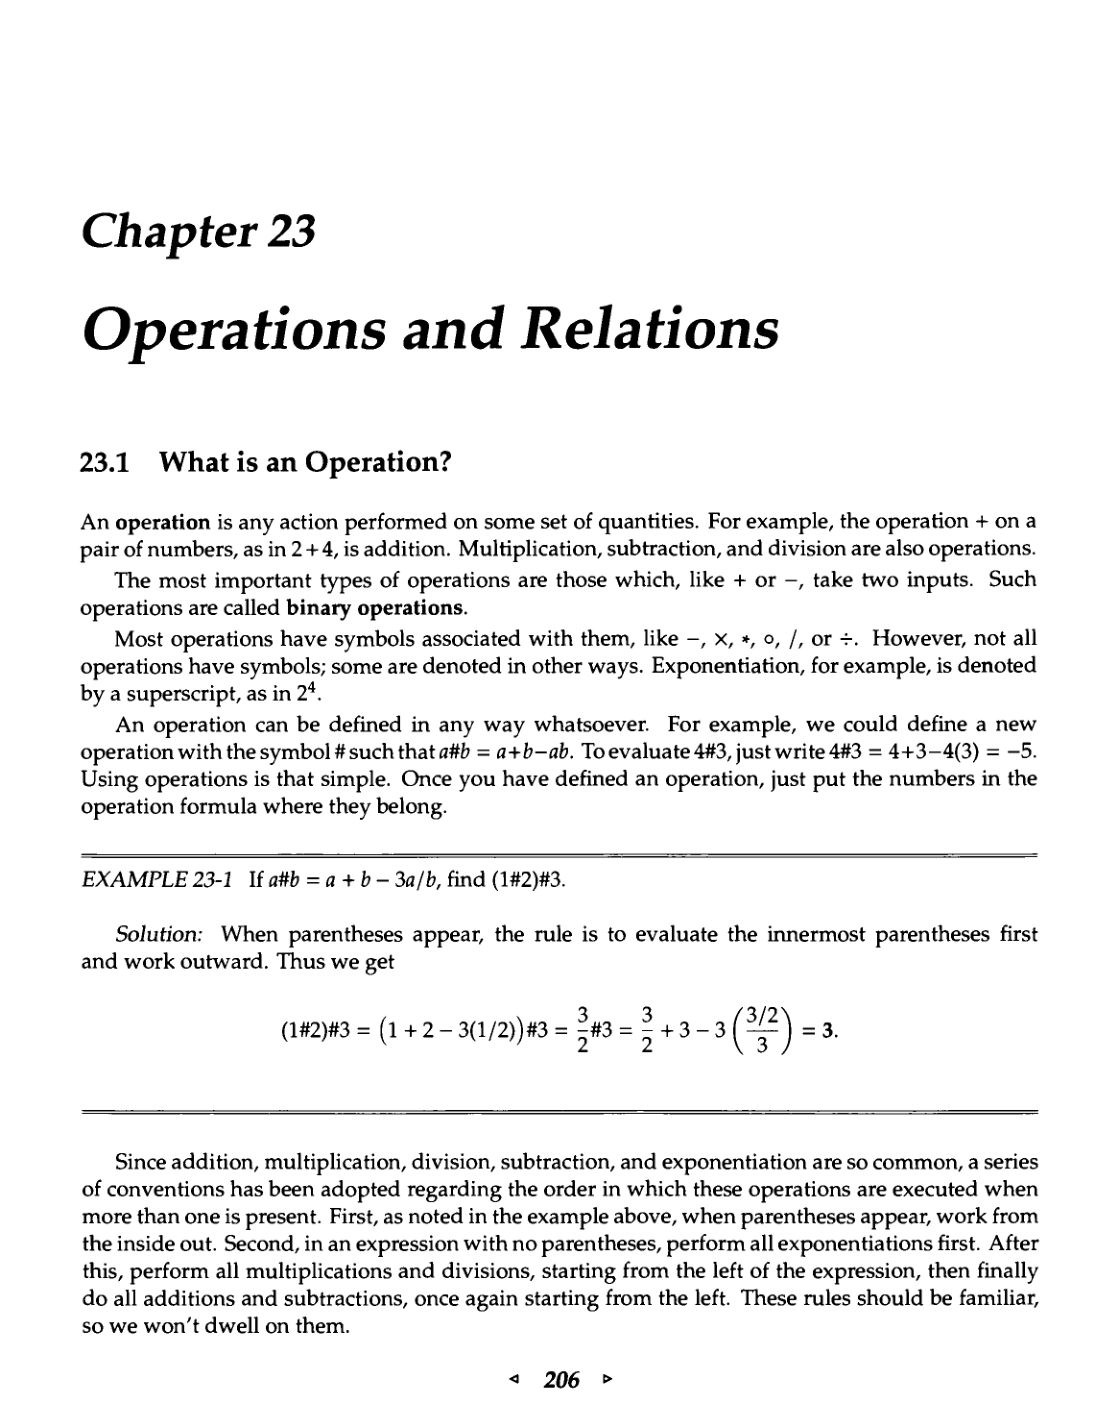 Chapter 23
Operations and Relations
23.1 What is an Operation?
An operation is any action performed on some set of quantities. For example, the operation + on a
pair of numbers, as in 2 + 4, is addition. Multiplication, subtraction, and division are also operations.
The most important types of operations are those which, like + or −, take two inputs. Such
operations are called binary operations.
Most operations have symbols associated with them, like −, ×, *, ∘, /, or ÷. However, not all
operations have symbols; some are denoted in other ways. Exponentiation, for example, is denoted
by a superscript, as in 2⁴.
An operation can be defined in any way whatsoever. For example, we could define a new
operation with the symbol # such that a#b = a+b−ab. To evaluate 4#3, just write 4#3 = 4+3−4(3) = −5.
Using operations is that simple. Once you have defined an operation, just put the numbers in the
operation formula where they belong.
EXAMPLE 23-1 If a#b = a + b − 3a/b, find (1#2)#3.
Solution: When parentheses appear, the rule is to evaluate the innermost parentheses first
and work outward. Thus we get
(1#2)#3 = (1 + 2 − 3(1/2))#3 = 3/2 #3 = 3/2 + 3 − 3 ((3/2)/3) = 3.
Since addition, multiplication, division, subtraction, and exponentiation are so common, a series
of conventions has been adopted regarding the order in which these operations are executed when
more than one is present. First, as noted in the example above, when parentheses appear, work from
the inside out. Second, in an expression with no parentheses, perform all exponentiations first. After
this, perform all multiplications and divisions, starting from the left of the expression, then finally
do all additions and subtractions, once again starting from the left. These rules should be familiar,
so we won't dwell on them.
◃ 206 ▹